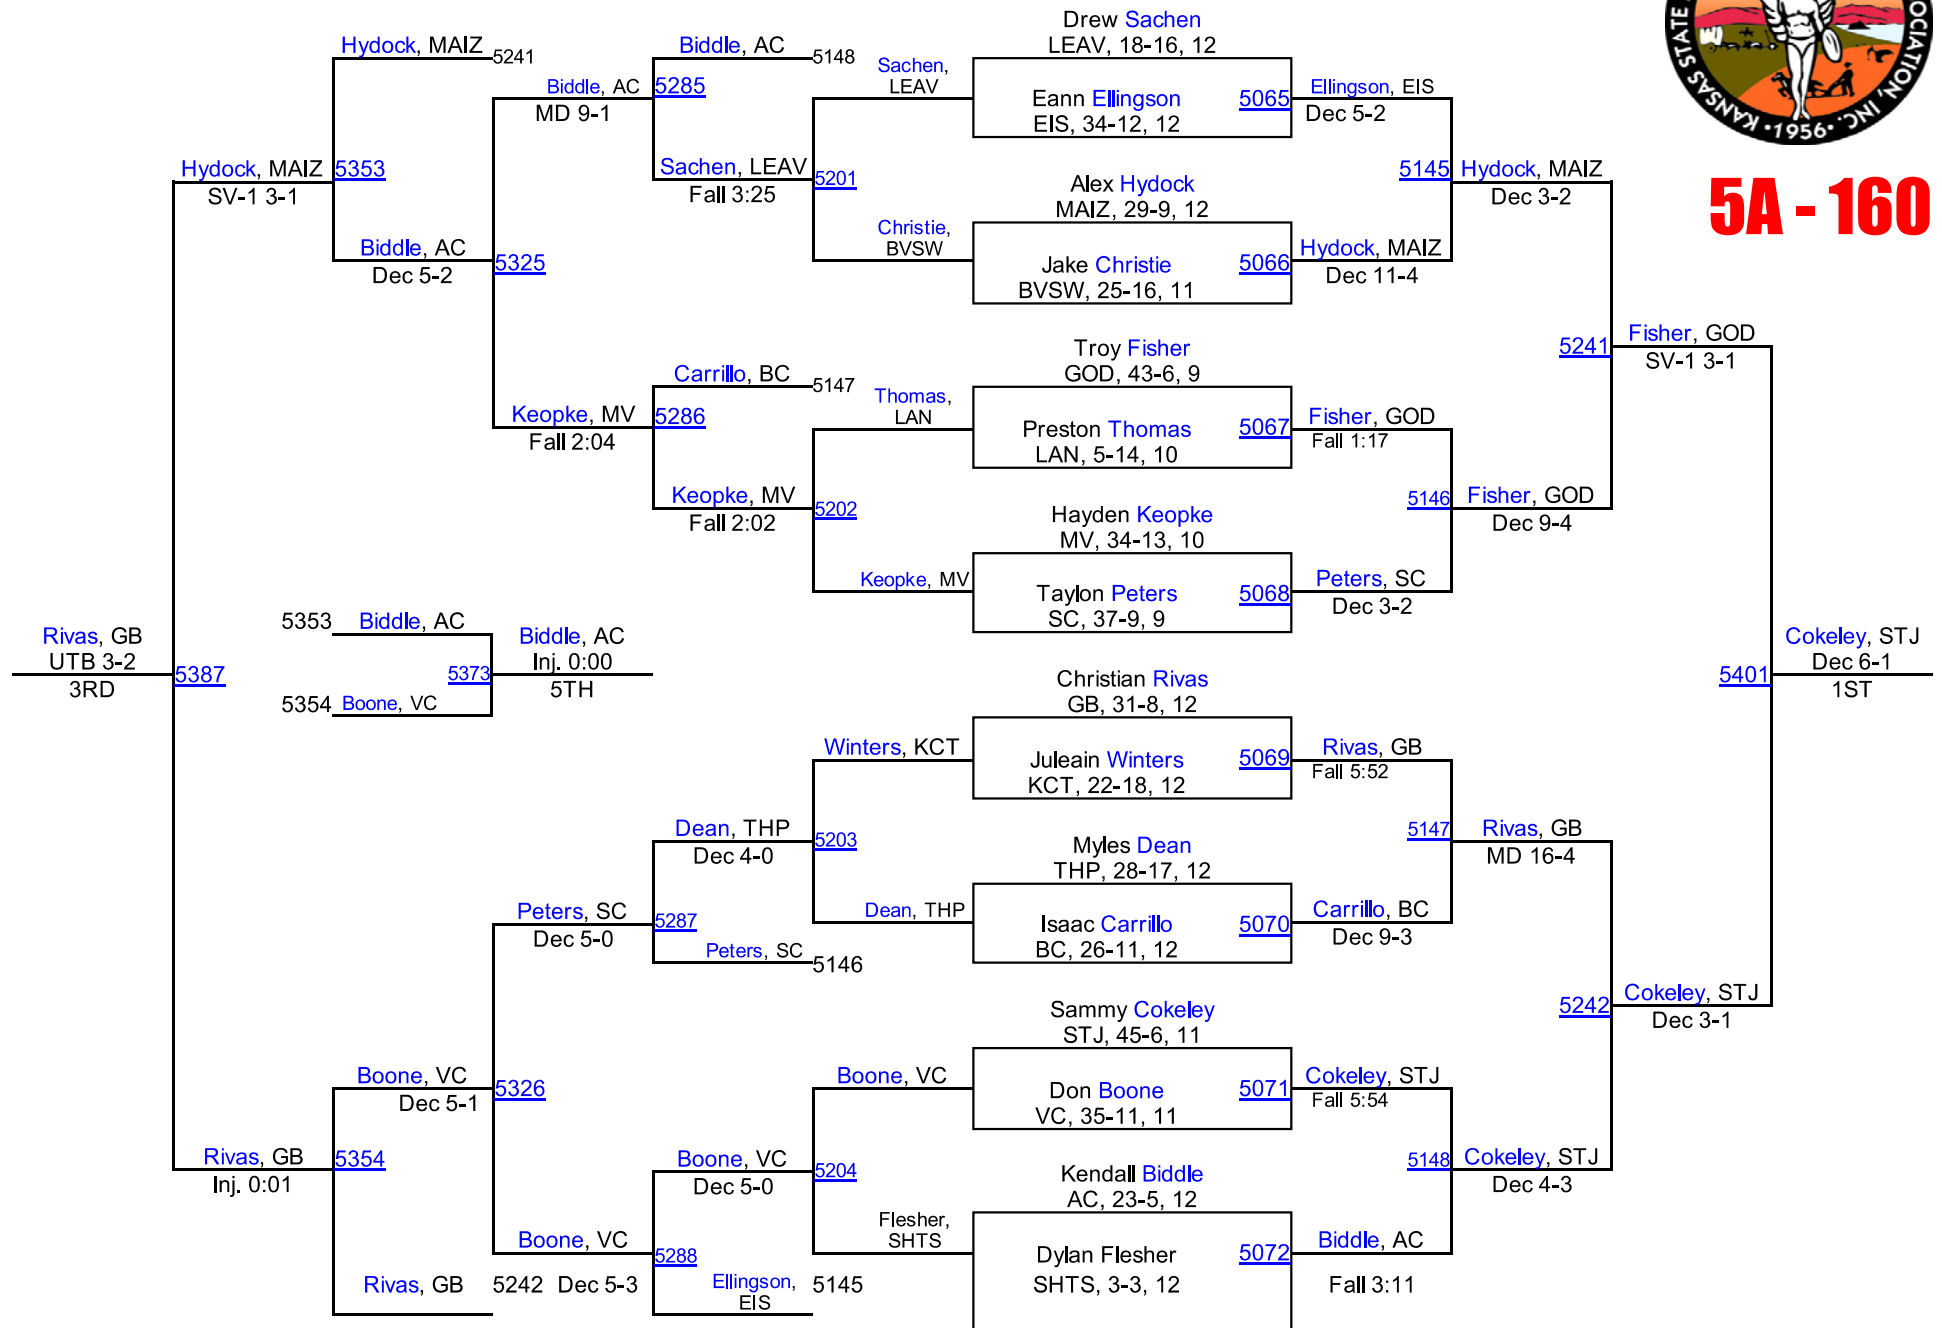 Drew Sachen
LEAV, 18-16, 12
Hydock, MAIZ
5241
Biddle, AC
5148
Sachen,
LEAV
Biddle, AC
5285
MD 9-1
Eann Ellingson
5065
EIS, 34-12, 12
Ellingson, EIS
Dec 5-2
KANSAS STATE
OCIATION, INC.
•1956•
Hydock, MAIZ
5353
SV-1 3-1
Sachen, LEAV
5201
Fall 3:25
Alex Hydock
MAIZ, 29-9, 12
5145
Hydock, MAIZ
Dec 3-2
5A - 160
Biddle, AC
5325
Dec 5-2
Christie,
BVSW
Jake Christie
5066
BVSW, 25-16, 11
Hydock, MAIZ
Dec 11-4
Troy Fisher
GOD, 43-6, 9
5241
Fisher, GOD
SV-1 3-1
Carrillo, BC
5147
Thomas,
LAN
Keopke, MV
5286
Fall 2:04
Preston Thomas
5067
LAN, 5-14, 10
Fisher, GOD
Fall 1:17
Keopke, MV
5202
Fall 2:02
Hayden Keopke
MV, 34-13, 10
5146
Fisher, GOD
Dec 9-4
Keopke, MV
Taylon Peters
5068
SC, 37-9, 9
Peters, SC
Dec 3-2
5353
Biddle, AC
Rivas, GB
UTB 3-2
3RD
5387
5373
Biddle, AC
Inj. 0:00
5TH
5354
Boone, VC
Christian Rivas
GB, 31-8, 12
5401
Cokeley, STJ
Dec 6-1
1ST
Winters, KCT
Juleain Winters
5069
KCT, 22-18, 12
Rivas, GB
Fall 5:52
Dean, THP
5203
Dec 4-0
Myles Dean
THP, 28-17, 12
5147
Rivas, GB
MD 16-4
Peters, SC
5287
Dec 5-0
Dean, THP
Isaac Carrillo
5070
BC, 26-11, 12
Carrillo, BC
Dec 9-3
Peters, SC
5146
Sammy Cokeley
STJ, 45-6, 11
5242
Cokeley, STJ
Dec 3-1
Boone, VC
5326
Dec 5-1
Boone, VC
Don Boone
5071
VC, 35-11, 11
Cokeley, STJ
Fall 5:54
Rivas, GB
5354
Inj. 0:01
Boone, VC
5204
Dec 5-0
Kendall Biddle
AC, 23-5, 12
5148
Cokeley, STJ
Dec 4-3
Boone, VC
5288
Dec 5-3
Flesher,
SHTS
Dylan Flesher
5072
SHTS, 3-3, 12
Biddle, AC
Fall 3:11
Rivas, GB
5242
Ellingson,
EIS
5145